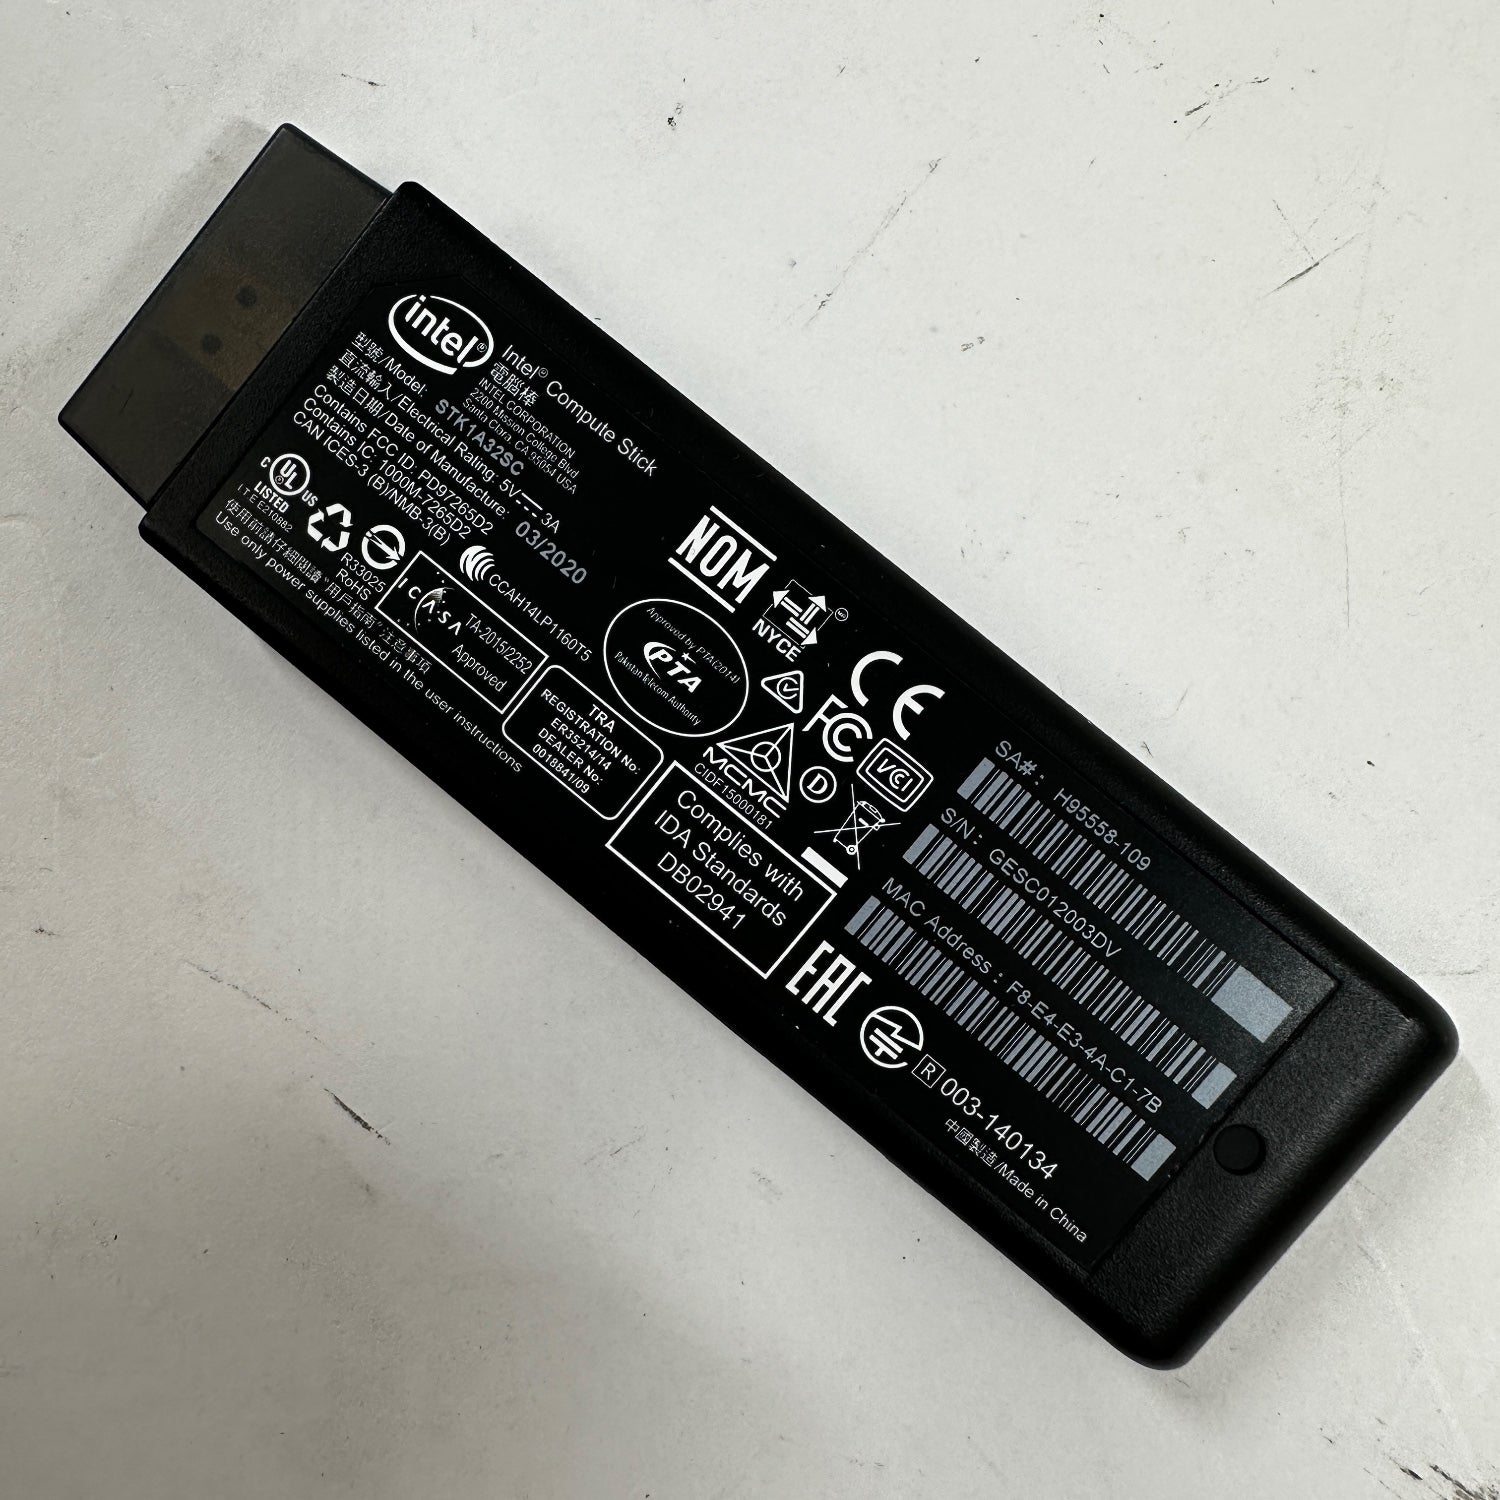 intel®
Intel® Compute Stick
電腦棒
INTEL CORPORATION
2200 Mission College Blvd
Santa Clara, CA 95054 USA
型號/Model: STK1A32SC
直流輸入/Electrical Rating: 5V 3A
製造日期/Date of Manufacture: 03/2020
Contains FCC ID: PD97265D2
Contains IC: 1000M-7265D2
CAN ICES-3 (B)/NMB-3(B)
C UL US
LISTED
I.T.E E210882
R33025
RoHS
CCAH14LP1160T5
使用前請仔細閱讀"用戶指南"注意事項
Use only power supplies listed in the user instructions
ICASA
TA-2015/2252
Approved
TRA
REGISTRATION No:
ER35214/14
DEALER No:
0018841/09
Approved by PTA(2014)
PTA
Pakistan Telecom Authority
NOM
NYCE
CE
FC
VCI
D
MCMC
CIDF15000181
Complies with
IDA Standards
DB02941
EAC
R 003-140134
中國製造/Made in China
SA#: H95558-109
S/N: GESC012003DV
MAC Address: F8-E4-E3-4A-C1-7B